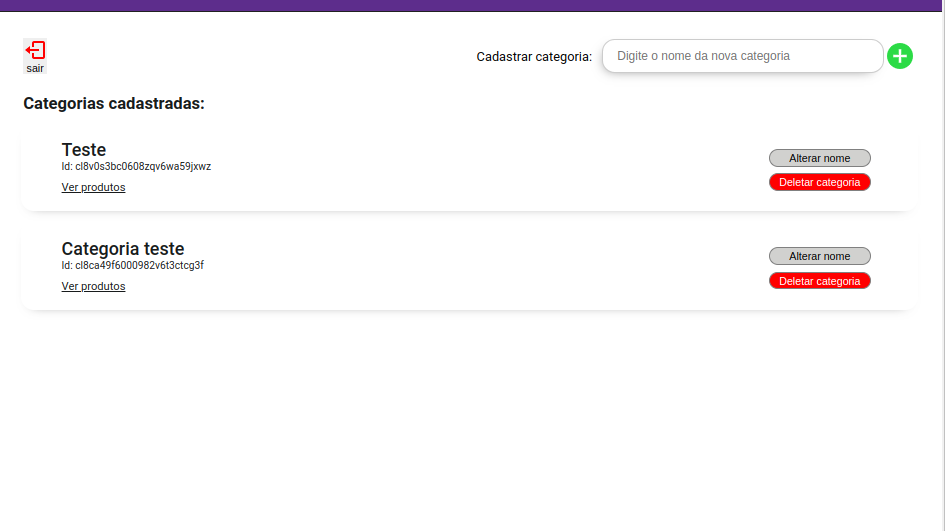 sair
Cadastrar categoria:
Digite o nome da nova categoria
Categorias cadastradas:
Teste
Id: cl8v0s3bc0608zqv6wa59jxwz
Ver produtos
Alterar nome
Deletar categoria
Categoria teste
Id: cl8ca49f6000982v6t3ctcg3f
Ver produtos
Alterar nome
Deletar categoria